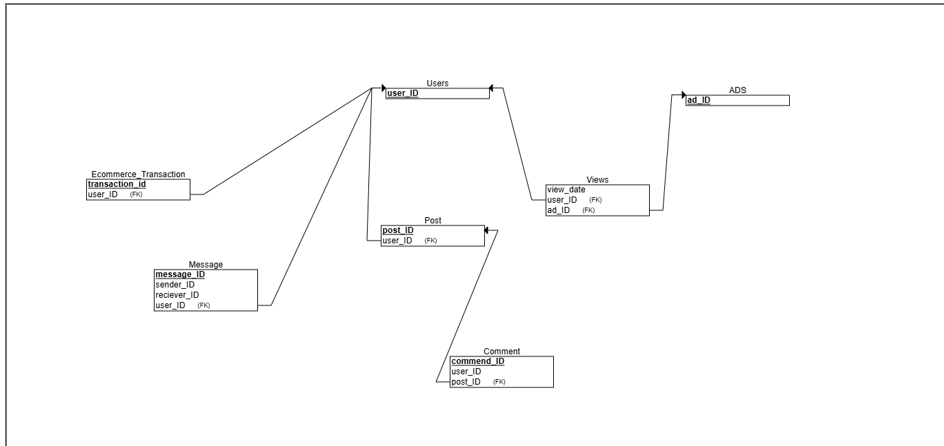 Users
user_ID
ADS
ad_ID
Ecommerce_Transaction
transaction_id
user_ID (FK)
Views
view_date
user_ID (FK)
ad_ID (FK)
Post
post_ID
user_ID (FK)
Message
message_ID
sender_ID
reciever_ID
user_ID (FK)
Comment
commend_ID
user_ID
post_ID (FK)